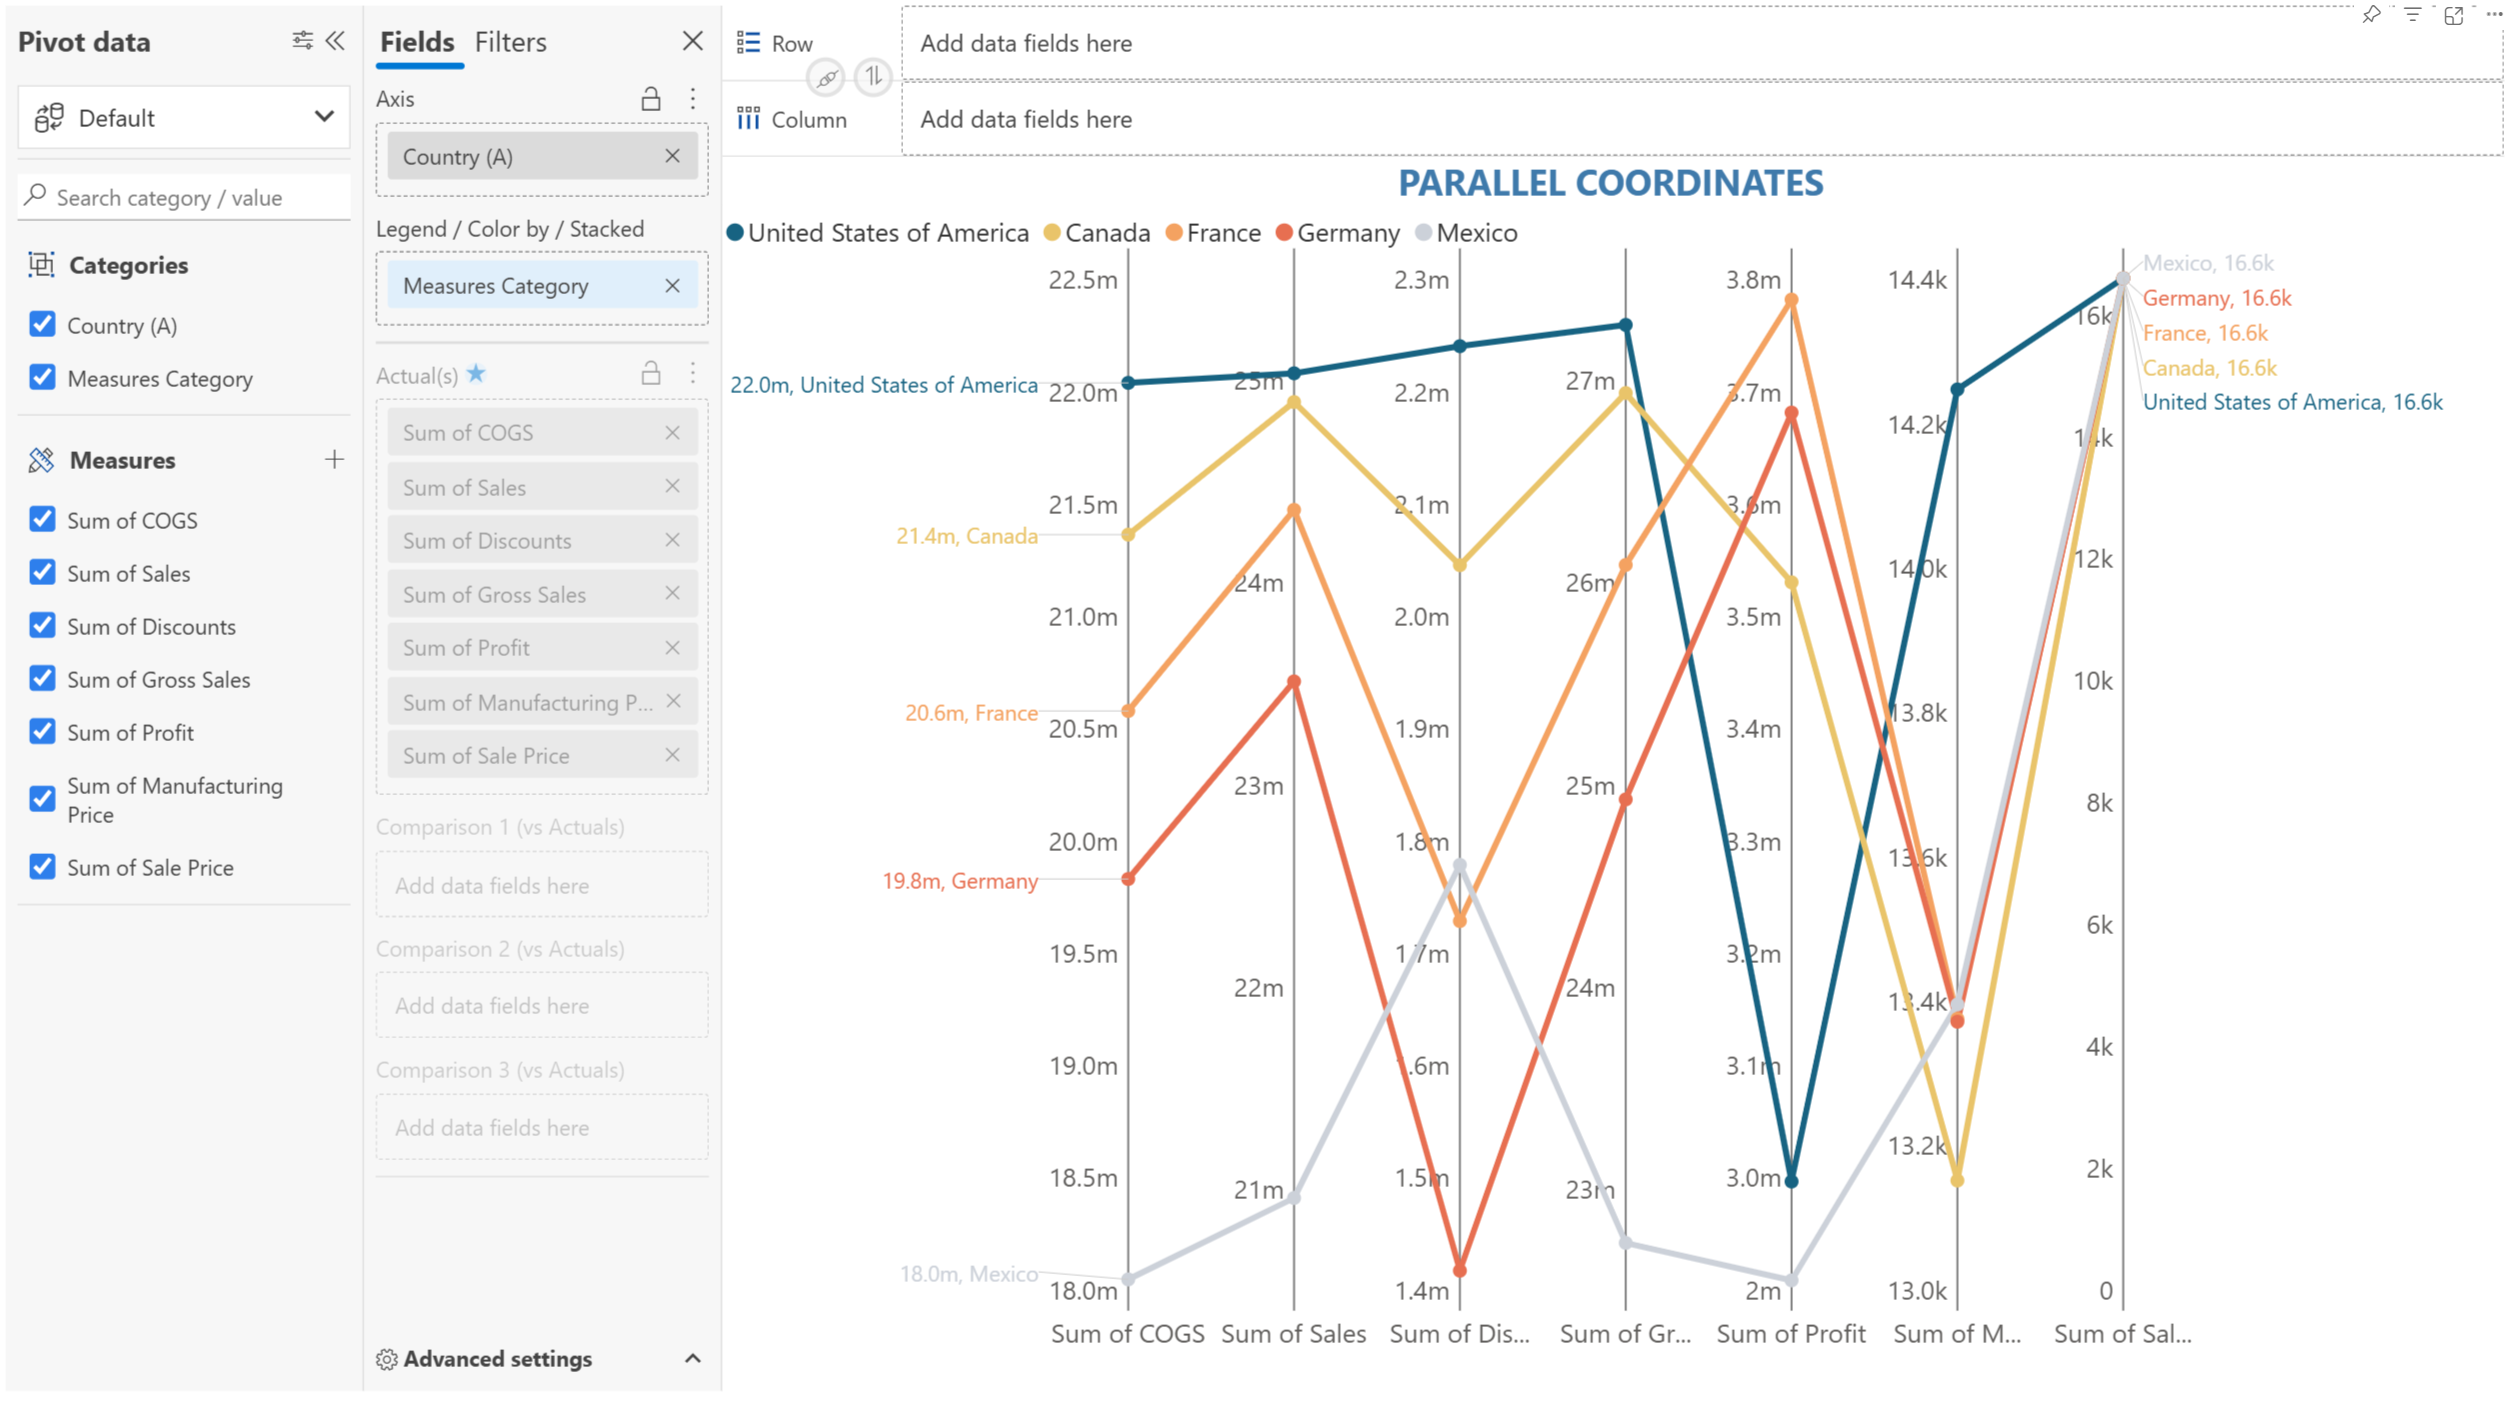 Pivot data
Default
Search category / value
Categories
Country (A)
Measures Category
Measures
Sum of COGS
Sum of Sales
Sum of Discounts
Sum of Gross Sales
Sum of Profit
Sum of Manufacturing
Price
Sum of Sale Price
Fields Filters
Axis
Country (A)
Legend / Color by / Stacked
Measures Category
Actual(s)
Sum of COGS
Sum of Sales
Sum of Discounts
Sum of Gross Sales
Sum of Profit
Sum of Manufacturing P...
Sum of Sale Price
Comparison 1 (vs Actuals)
Add data fields here
Comparison 2 (vs Actuals)
Add data fields here
Comparison 3 (vs Actuals)
Add data fields here
Advanced settings
Row Add data fields here
Column Add data fields here
PARALLEL COORDINATES
United States of America Canada France Germany Mexico
22.5m
22.0m
21.5m
21.0m
20.5m
20.0m
19.5m
19.0m
18.5m
18.0m
22.0m, United States of America
21.4m, Canada
20.6m, France
19.8m, Germany
18.0m, Mexico
25m
24m
23m
22m
21m
2.3m
2.2m
2.1m
2.0m
1.9m
1.8m
1.7m
1.6m
1.5m
1.4m
27m
26m
25m
24m
23m
3.8m
3.7m
3.6m
3.5m
3.4m
3.3m
3.2m
3.1m
3.0m
2m
14.4k
14.2k
14.0k
13.8k
13.6k
13.4k
13.2k
13.0k
16k
14k
12k
10k
8k
6k
4k
2k
0
Mexico, 16.6k
Germany, 16.6k
France, 16.6k
Canada, 16.6k
United States of America, 16.6k
Sum of COGS Sum of Sales Sum of Dis... Sum of Gr... Sum of Profit Sum of M... Sum of Sal...